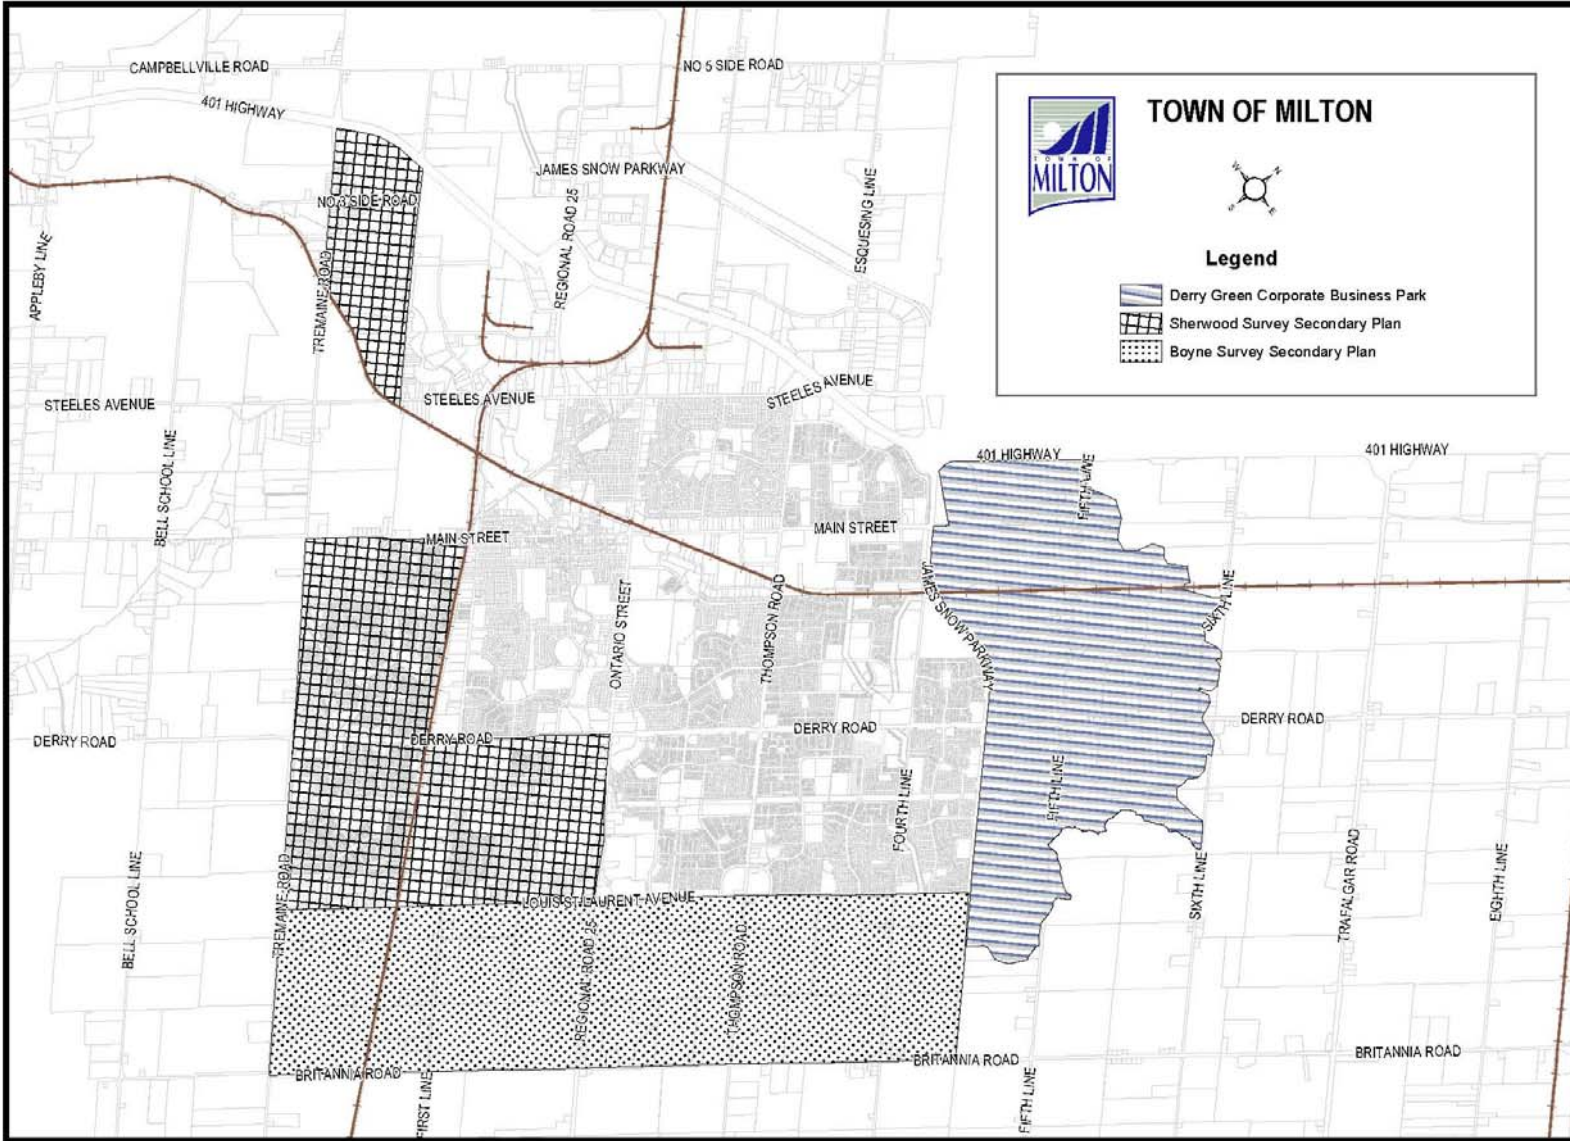 CAMPBELLVILLE ROAD
NO 5 SIDE ROAD
401 HIGHWAY
TOWN OF MILTON
TOWN OF
MILTON
W
N
S
E
JAMES SNOW PARKWAY
NO 3 SIDE ROAD
REGIONAL ROAD 25
ESQUESING LINE
APPLEBY LINE
TREMAINE ROAD
Legend
Derry Green Corporate Business Park
Sherwood Survey Secondary Plan
Boyne Survey Secondary Plan
STEELES AVENUE
STEELES AVENUE
STEELES AVENUE
BELL SCHOOL LINE
401 HIGHWAY
401 HIGHWAY
FIFTH LINE
MAIN STREET
MAIN STREET
JAMES SNOW PARKWAY
SIXTH LINE
ONTARIO STREET
THOMPSON ROAD
DERRY ROAD
DERRY ROAD
DERRY ROAD
DERRY ROAD
FIFTH LINE
FOURTH LINE
BELL SCHOOL LINE
TREMAINE ROAD
LOUIS ST LAURENT AVENUE
REGIONAL ROAD 25
THOMPSON ROAD
SIXTH LINE
TRAFALGAR ROAD
EIGHTH LINE
BRITANNIA ROAD
BRITANNIA ROAD
BRITANNIA ROAD
FIRST LINE
FIFTH LINE